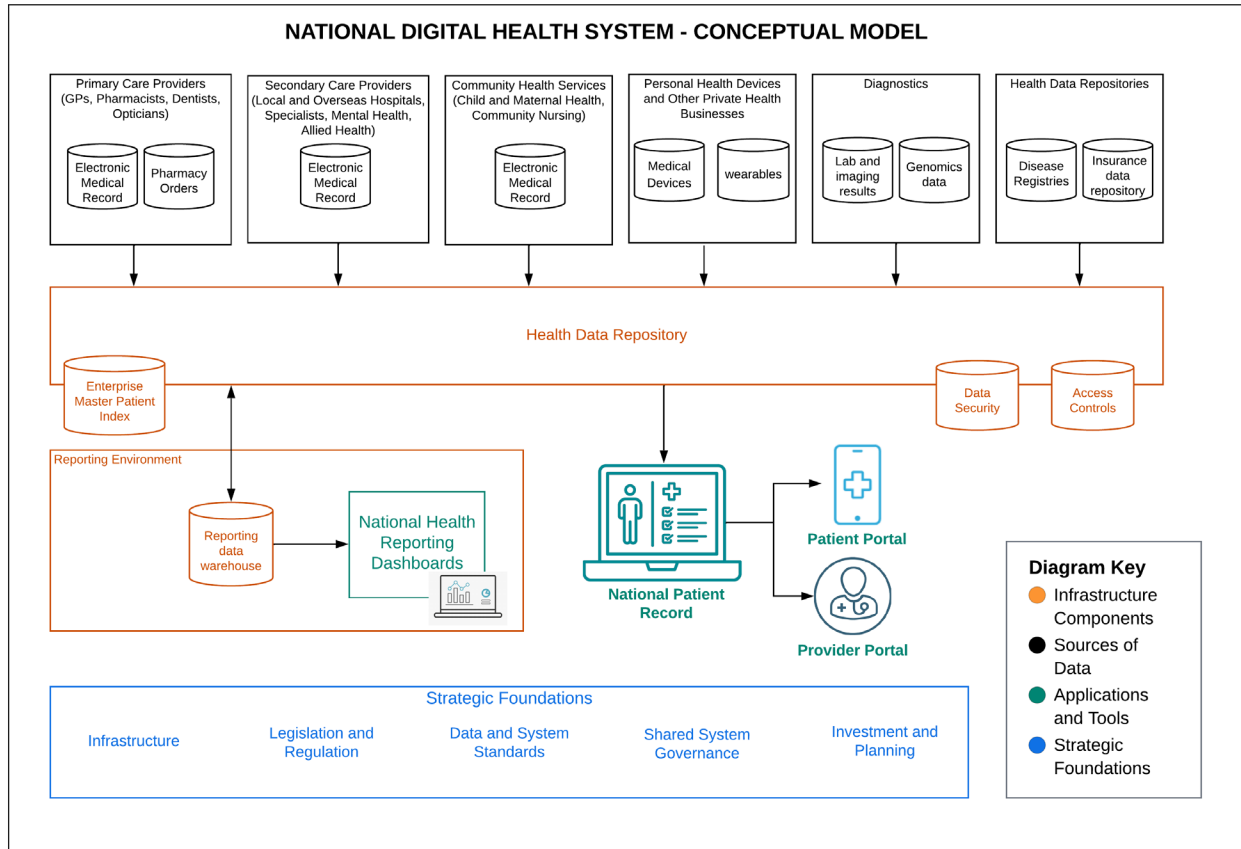 NATIONAL DIGITAL HEALTH SYSTEM - CONCEPTUAL MODEL
Primary Care Providers
(GPs, Pharmacists, Dentists,
Opticians)
Electronic
Medical
Record
Pharmacy
Orders
Secondary Care Providers
(Local and Overseas Hospitals,
Specialists, Mental Health,
Allied Health)
Electronic
Medical
Record
Community Health Services
(Child and Maternal Health,
Community Nursing)
Electronic
Medical
Record
Personal Health Devices
and Other Private Health
Businesses
Medical
Devices
wearables
Diagnostics
Lab and
imaging
results
Genomics
data
Health Data Repositories
Disease
Registries
Insurance
data
repository
Health Data Repository
Enterprise
Master Patient
Index
Data
Security
Access
Controls
Reporting Environment
Reporting
data
warehouse
National Health
Reporting
Dashboards
National Patient
Record
Patient Portal
Provider Portal
Diagram Key
Infrastructure
Components
Sources of
Data
Applications
and Tools
Strategic
Foundations
Strategic Foundations
Infrastructure
Legislation and
Regulation
Data and System
Standards
Shared System
Governance
Investment and
Planning